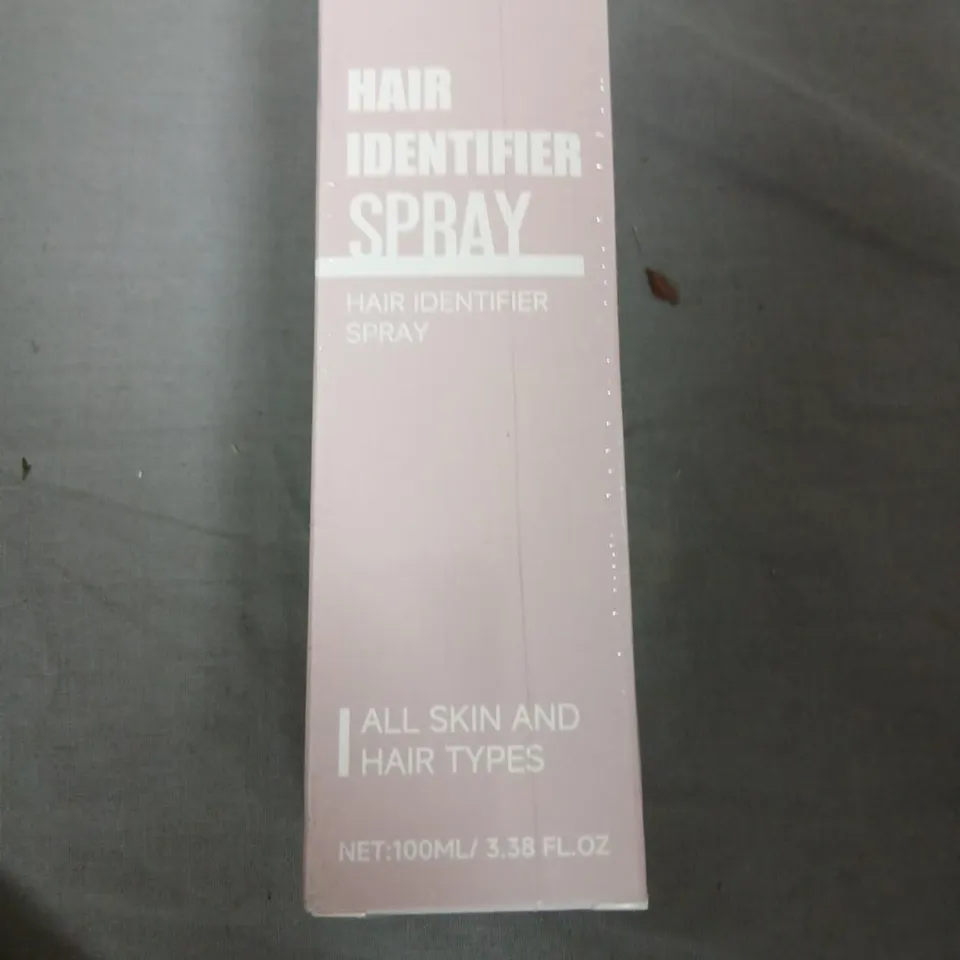 HAIR
IDENTIFIER
SPRAY
HAIR IDENTIFIER
SPRAY
ALL SKIN AND
HAIR TYPES
NET:100ML/ 3.38 FL.OZ